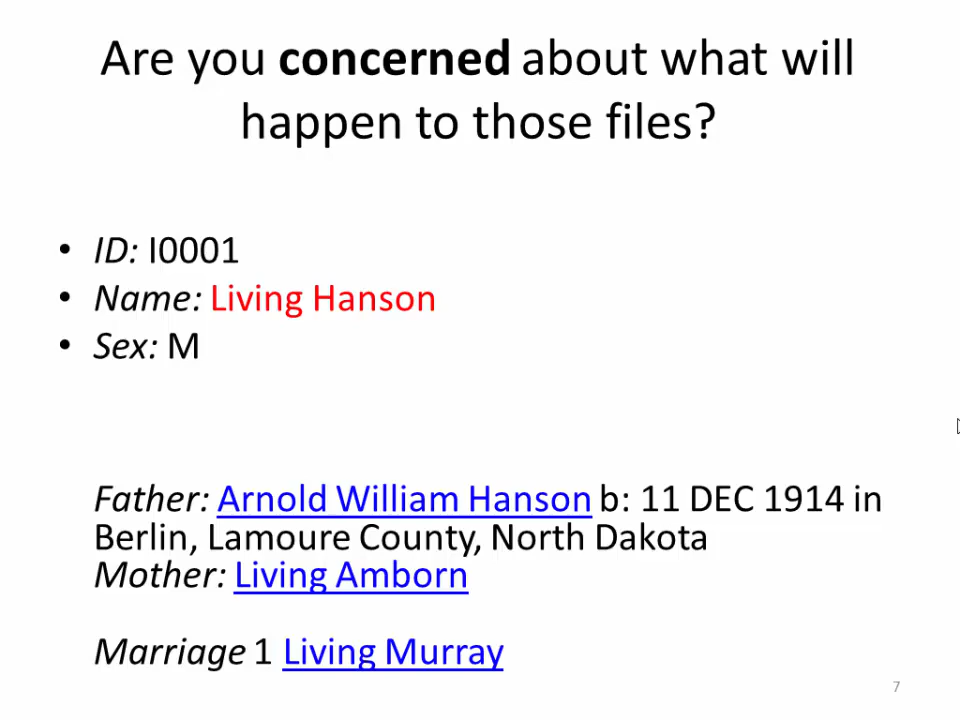 Are you concerned about what will
happen to those files?
• ID: I0001
• Name: Living Hanson
• Sex: M
Father: Arnold William Hanson b: 11 DEC 1914 in
Berlin, Lamoure County, North Dakota
Mother: Living Amborn
Marriage 1 Living Murray
7